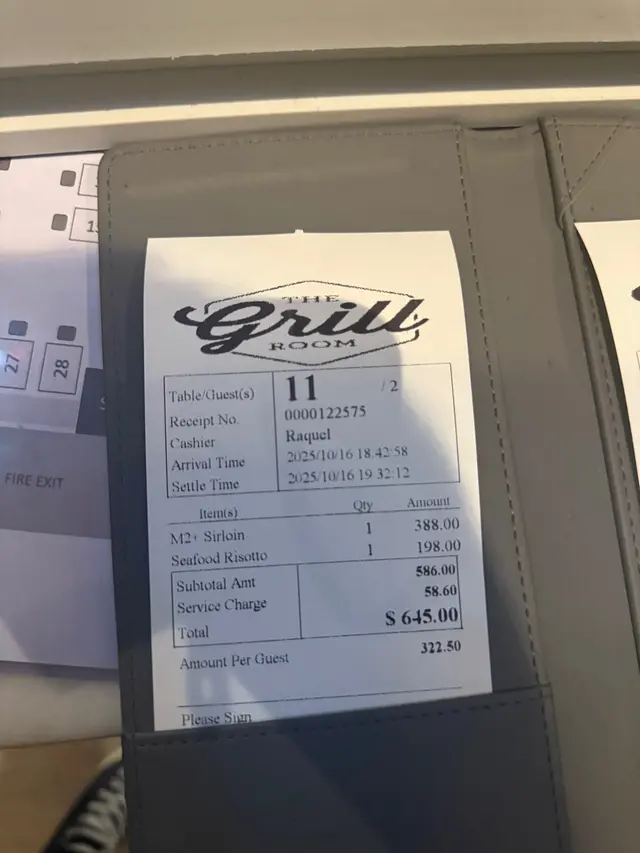 THE
Grill
ROOM
Table/Guest(s) 11 / 2
Receipt No. 0000122575
Cashier Raquel
Arrival Time 2025/10/16 18:42:58
Settle Time 2025/10/16 19:32:12
Item(s) Qty Amount
M2+ Sirloin 1 388.00
Seafood Risotto 1 198.00
Subtotal Amt 586.00
Service Charge 58.60
Total $ 645.00
Amount Per Guest 322.50
Please Sign
27
28
FIRE EXIT